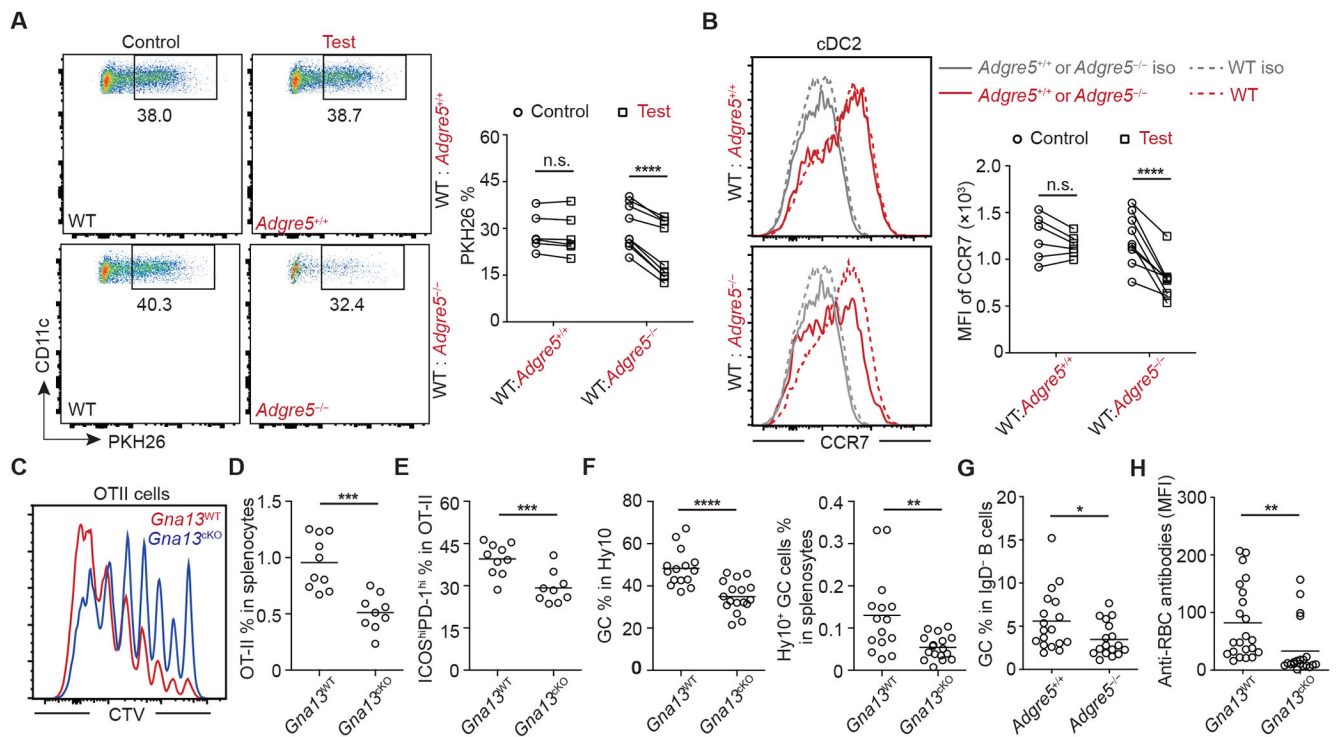 A
Control
Test
38.0
38.7
WT
Adgre5+/+
WT : Adgre5+/+
40.3
32.4
WT
Adgre5−/−
WT : Adgre5−/−
CD11c
PKH26
Control
Test
PKH26 %
60
45
30
15
0
n.s.
****
WT:Adgre5+/+
WT:Adgre5−/−
B
cDC2
WT : Adgre5+/+
WT : Adgre5−/−
CCR7
Adgre5+/+ or Adgre5−/− iso
WT iso
Adgre5+/+ or Adgre5−/−
WT
Control
Test
MFI of CCR7 (×10³)
2.0
1.5
1.0
0.5
0
n.s.
****
WT:Adgre5+/+
WT:Adgre5−/−
C
OTII cells
Gna13WT
Gna13cKO
CTV
D
OT-II % in splenocytes
1.5
1.0
0.5
0
***
Gna13WT
Gna13cKO
E
ICOShiPD-1hi % in OT-II
60
45
30
15
0
***
Gna13WT
Gna13cKO
F
GC % in Hy10
80
60
40
20
0
****
Gna13WT
Gna13cKO
Hy10+ GC cells %
in splenocytes
0.4
0.3
0.2
0.1
0
**
Gna13WT
Gna13cKO
G
GC % in IgD− B cells
20
15
10
5
0
*
Adgre5+/+
Adgre5−/−
H
Anti-RBC antibodies (MFI)
300
200
100
0
**
Gna13WT
Gna13cKO